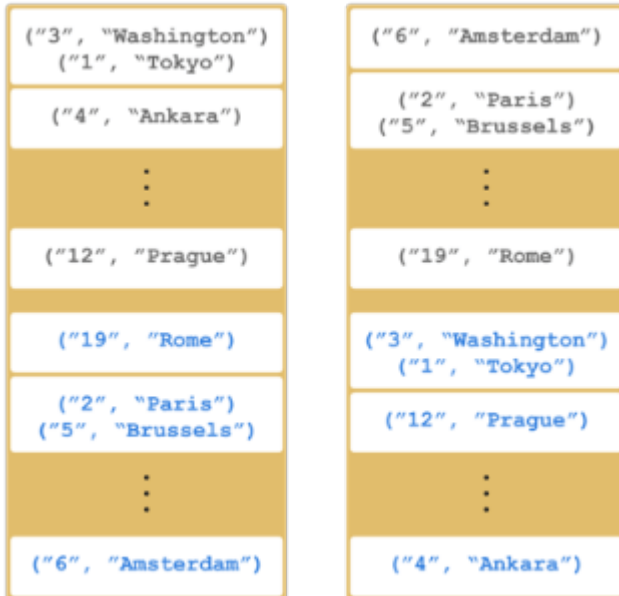 ("3", "Washington")
("1", "Tokyo")
("4", "Ankara")
("12", "Prague")
("19", "Rome")
("2", "Paris")
("5", "Brussels")
("6", "Amsterdam")
("6", "Amsterdam")
("2", "Paris")
("5", "Brussels")
("19", "Rome")
("3", "Washington")
("1", "Tokyo")
("12", "Prague")
("4", "Ankara")